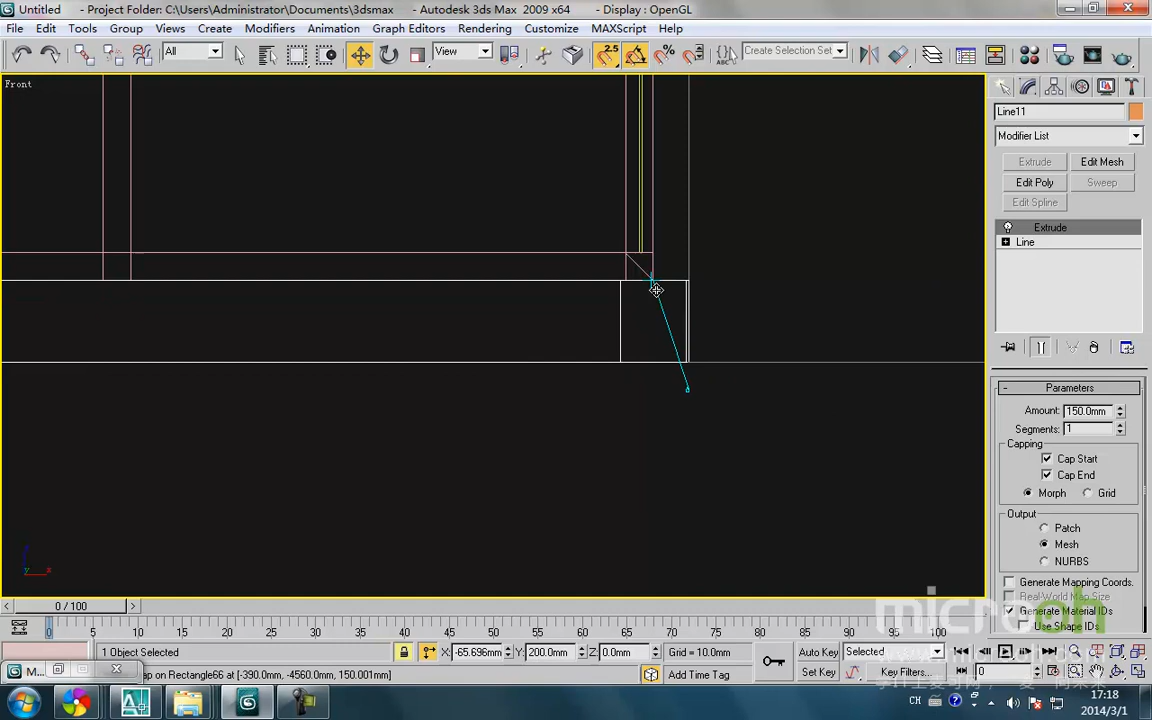 Untitled - Project Folder: C:\Users\Administrator\Documents\3dsmax - Autodesk 3ds Max 2009 x64 - Display : OpenGL
File Edit Tools Group Views Create Modifiers Animation Graph Editors Rendering Customize MAXScript Help
All View 2.5 Create Selection Set
Front
Line11
Modifier List
Extrude Edit Mesh
Edit Poly Sweep
Edit Spline
Extrude
Line
- Parameters
Amount: 150.0mm
Segments: 1
Capping
Cap Start
Cap End
Morph Grid
Output
Patch
Mesh
NURBS
Generate Mapping Coords.
Real-World Map Size
Generate Material IDs
Use Shape IDs
y x
0 / 100
0 5 10 15 20 25 30 35 40 45 50 55 60 65 70 75 80 85 90 95 100
1 Object Selected X: -65.696mm Y: 200.0mm Z: 0.0mm Grid = 10.0mm Auto Key Selected
M... ap on Rectangle66 at [-390.0mm, -4560.0mm, 150.001mm] Add Time Tag Set Key Key Filters... 0
CH 17:18
2014/3/1